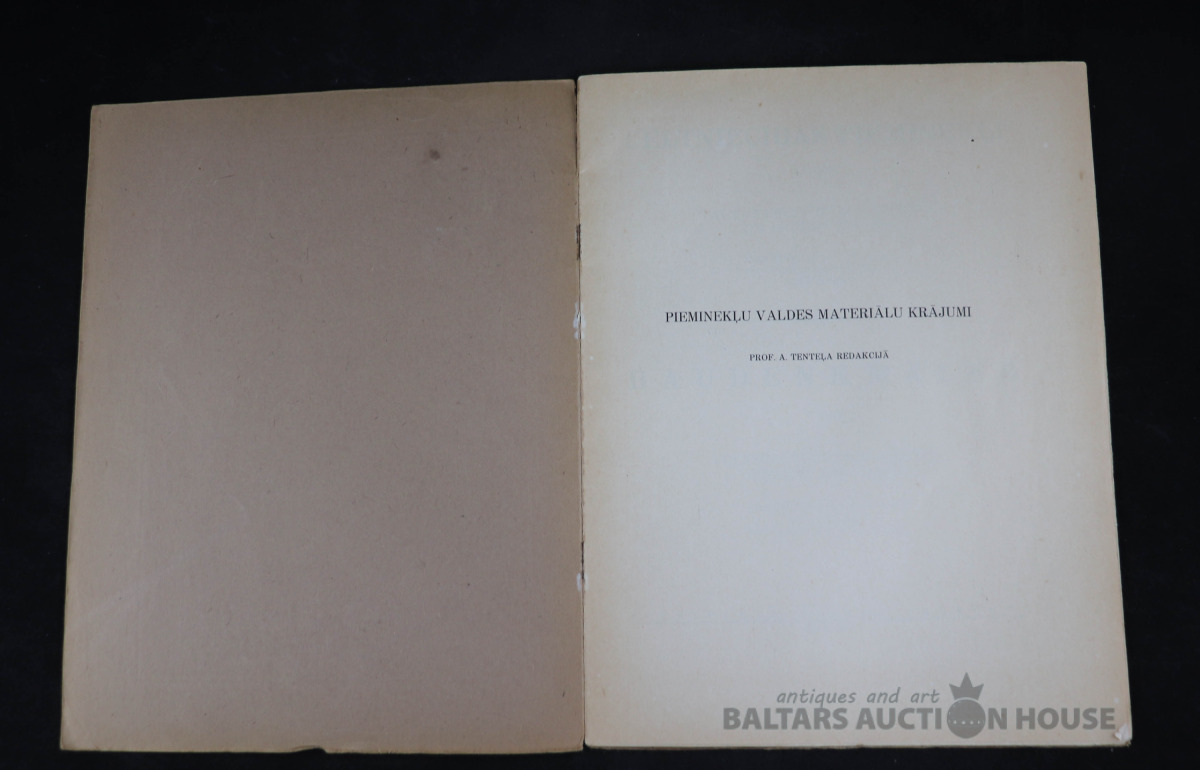 PIEMINEKĻU VALDES MATERIĀLU KRĀJUMI
PROF. A. TENTEĻA REDAKCIJĀ
antiques and art
BALTARS AUCTION HOUSE